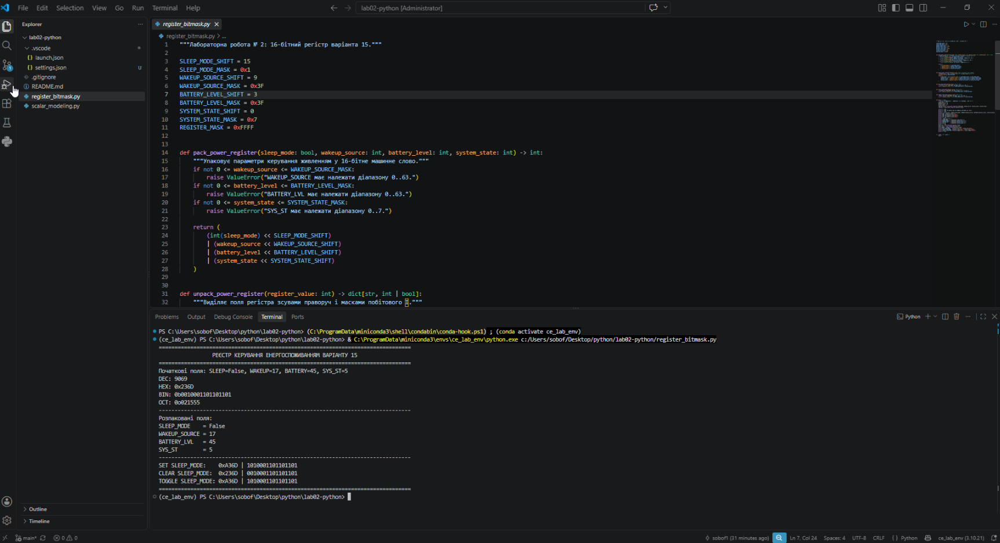 File Edit Selection View Go Run Terminal Help
lab02-python [Administrator]
Explorer
lab02-python
.vscode
launch.json
settings.json U
.gitignore
README.md
register_bitmask.py
scalar_modeling.py
Outline
Timeline
register_bitmask.py
register_bitmask.py > ...
1 """Лабораторна робота № 2: 16-бітний регістр варіанта 15."""
2
3 SLEEP_MODE_SHIFT = 15
4 SLEEP_MODE_MASK = 0x1
5 WAKEUP_SOURCE_SHIFT = 9
6 WAKEUP_SOURCE_MASK = 0x3F
7 BATTERY_LEVEL_SHIFT = 3
8 BATTERY_LEVEL_MASK = 0x3F
9 SYSTEM_STATE_SHIFT = 0
10 SYSTEM_STATE_MASK = 0x7
11 REGISTER_MASK = 0xFFFF
12
13
14 def pack_power_register(sleep_mode: bool, wakeup_source: int, battery_level: int, system_state: int) -> int:
15 """Упаковує параметри керування живленням у 16-бітне машинне слово."""
16 if not 0 <= wakeup_source <= WAKEUP_SOURCE_MASK:
17 raise ValueError("WAKEUP_SOURCE має належати діапазону 0..63.")
18 if not 0 <= battery_level <= BATTERY_LEVEL_MASK:
19 raise ValueError("BATTERY_LVL має належати діапазону 0..63.")
20 if not 0 <= system_state <= SYSTEM_STATE_MASK:
21 raise ValueError("SYS_ST має належати діапазону 0..7.")
22
23 return (
24 (int(sleep_mode) << SLEEP_MODE_SHIFT)
25 | (wakeup_source << WAKEUP_SOURCE_SHIFT)
26 | (battery_level << BATTERY_LEVEL_SHIFT)
27 | (system_state << SYSTEM_STATE_SHIFT)
28 )
29
30
31 def unpack_power_register(register_value: int) -> dict[str, int | bool]:
32 """Виділяє поля регістра зсувами праворуч і масками побітового І."""
Problems Output Debug Console Terminal Ports
Python
PS C:\Users\sobof\Desktop\python\lab02-python> (C:\ProgramData\miniconda3\shell\condabin\conda-hook.ps1) ; (conda activate ce_lab_env)
(ce_lab_env) PS C:\Users\sobof\Desktop\python\lab02-python> & C:\ProgramData\miniconda3\envs\ce_lab_env\python.exe c:/Users/sobof/Desktop/python/lab02-python/register_bitmask.py
===========================================================================
РЕЄСТР КЕРУВАННЯ ЕНЕРГОСПОЖИВАННЯМ ВАРІАНТУ 15
===========================================================================
Початкові поля: SLEEP=False, WAKEUP=17, BATTERY=45, SYS_ST=5
DEC: 9069
HEX: 0x236D
BIN: 0b0010001101101101
OCT: 0o021555
---------------------------------------------------------------------------
Розпаковані поля:
SLEEP_MODE = False
WAKEUP_SOURCE = 17
BATTERY_LVL = 45
SYS_ST = 5
---------------------------------------------------------------------------
SET SLEEP_MODE: 0xA36D | 1010001101101101
CLEAR SLEEP_MODE: 0x236D | 0010001101101101
TOGGLE SLEEP_MODE: 0xA36D | 1010001101101101
===========================================================================
(ce_lab_env) PS C:\Users\sobof\Desktop\python\lab02-python>
main* 0 0 sobof1 (31 minutes ago) Ln 7, Col 24 Spaces: 4 UTF-8 CRLF { } Python ce_lab_env (3.10.21)